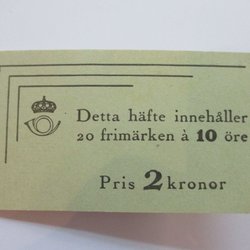 Detta häfte innehåller
20 frimärken à 10 öre
Pris 2 kronor